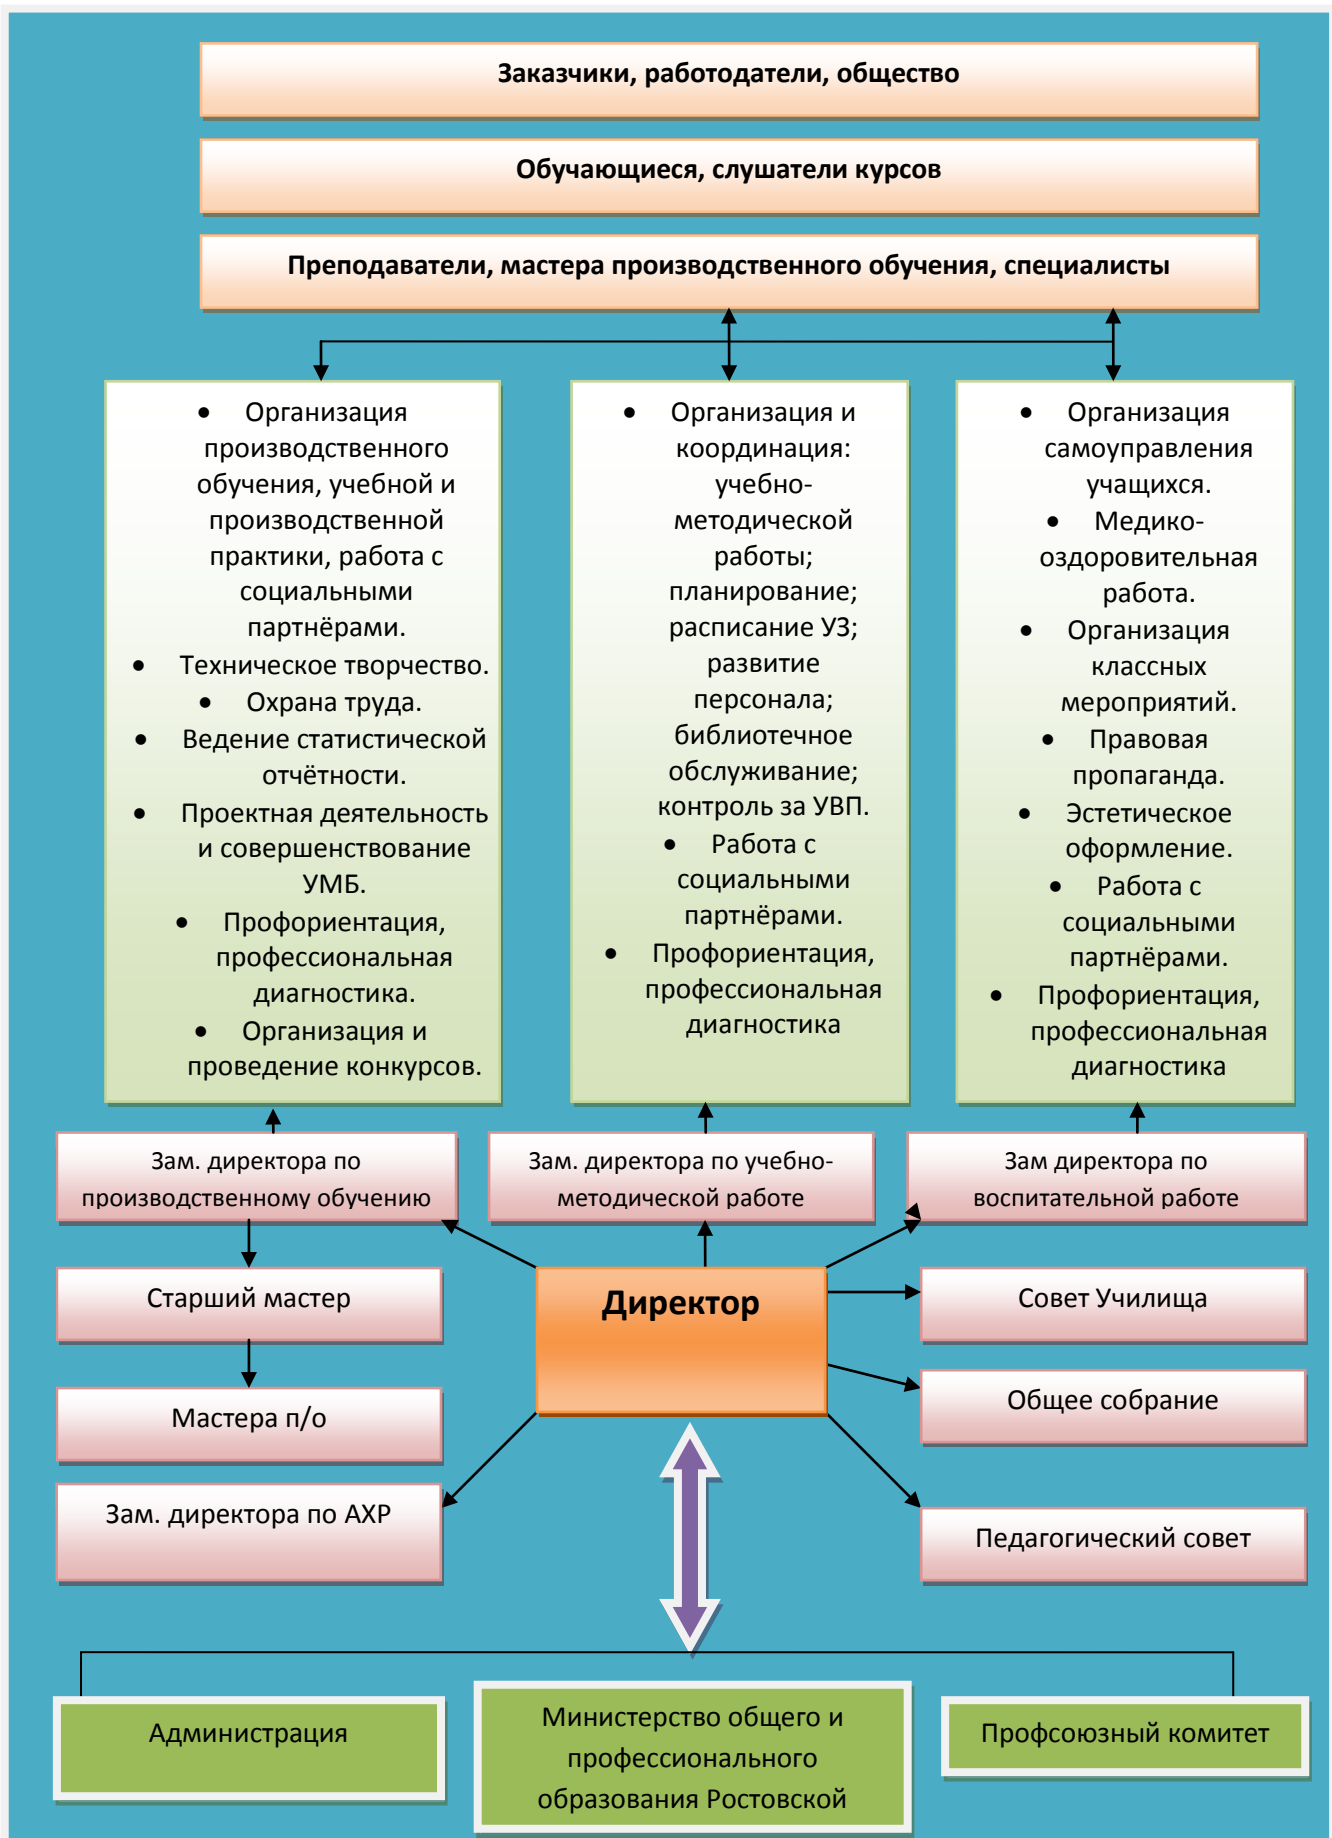 Заказчики, работодатели, общество
Обучающиеся, слушатели курсов
Преподаватели, мастера производственного обучения, специалисты
• Организация
производственного
обучения, учебной и
производственной
практики, работа с
социальными
партнёрами.
• Техническое творчество.
• Охрана труда.
• Ведение статистической
отчётности.
• Проектная деятельность
и совершенствование
УМБ.
• Профориентация,
профессиональная
диагностика.
• Организация и
проведение конкурсов.
• Организация и
координация:
учебно-
методической
работы;
планирование;
расписание УЗ;
развитие
персонала;
библиотечное
обслуживание;
контроль за УВП.
• Работа с
социальными
партнёрами.
• Профориентация,
профессиональная
диагностика
• Организация
самоуправления
учащихся.
• Медико-
оздоровительная
работа.
• Организация
классных
мероприятий.
• Правовая
пропаганда.
• Эстетическое
оформление.
• Работа с
социальными
партнёрами.
• Профориентация,
профессиональная
диагностика
Зам. директора по
производственному обучению
Зам. директора по учебно-
методической работе
Зам директора по
воспитательной работе
Старший мастер
Директор
Совет Училища
Мастера п/о
Общее собрание
Зам. директора по АХР
Педагогический совет
Администрация
Министерство общего и
профессионального
образования Ростовской
Профсоюзный комитет